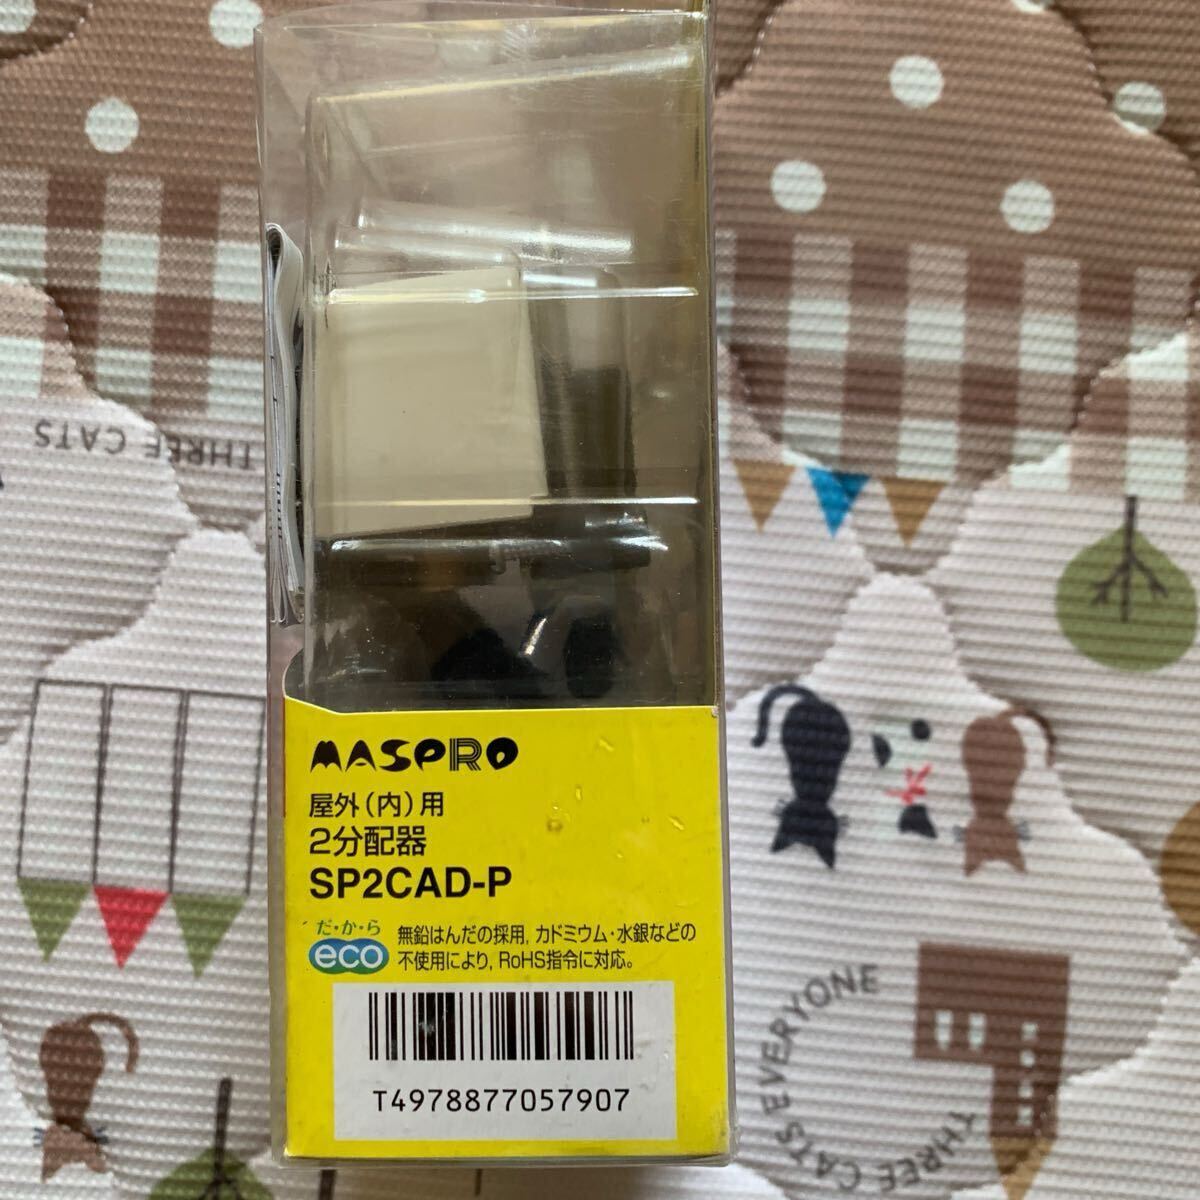 MASPRO
屋外(内)用
2分配器
SP2CAD-P
だ・か・ら
eco
無鉛はんだの採用, カドミウム・水銀などの
不使用により, RoHS指令に対応。
T4978877057907
THREE CATS
THREE CATS EVERYONE